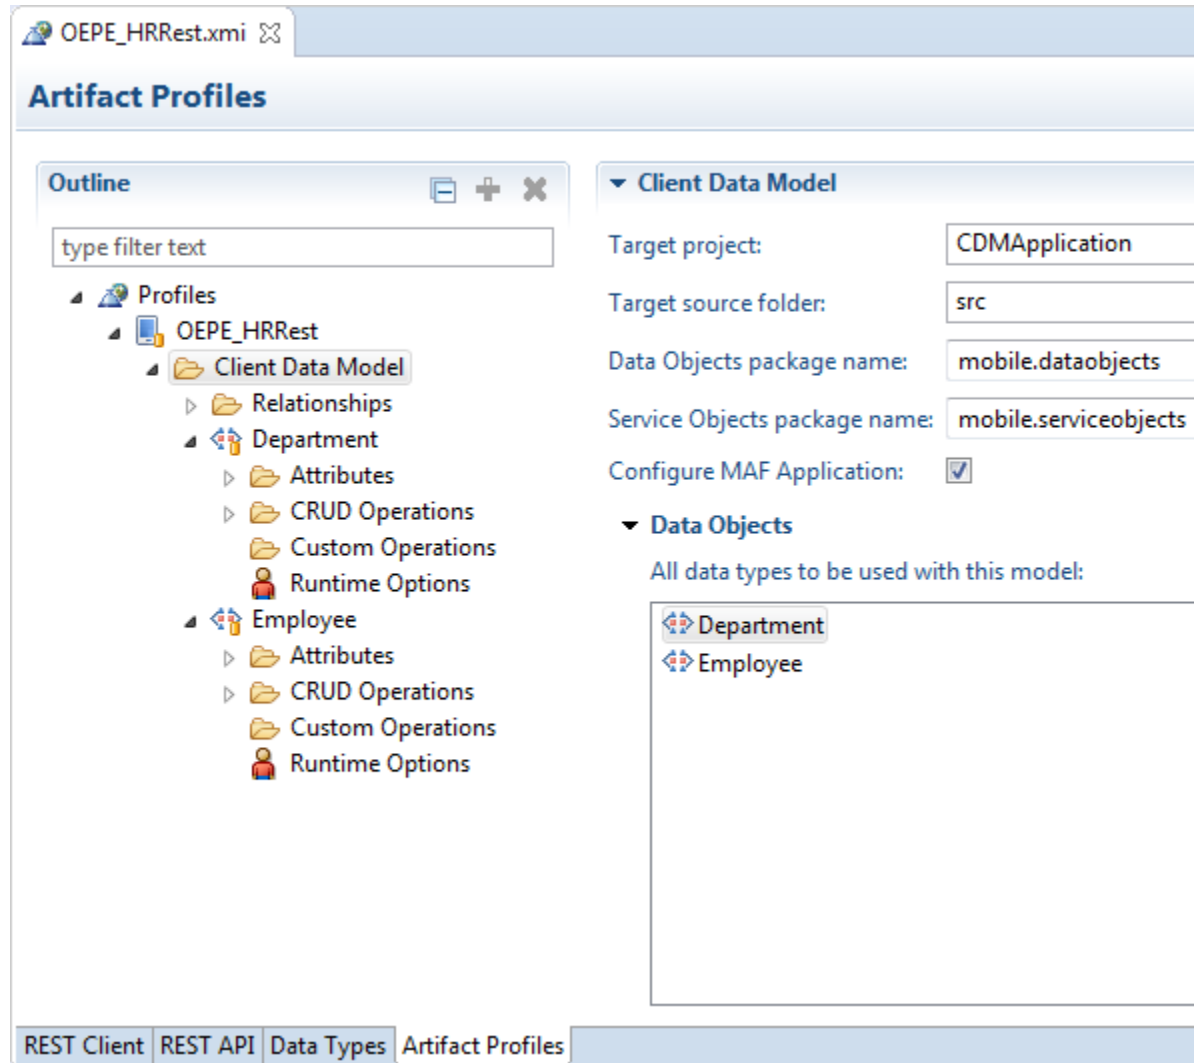 OEPE_HRRest.xmi
Artifact Profiles
Outline
type filter text
Profiles
OEPE_HRRest
Client Data Model
Relationships
Department
Attributes
CRUD Operations
Custom Operations
Runtime Options
Employee
Attributes
CRUD Operations
Custom Operations
Runtime Options
Client Data Model
Target project: CDMApplication
Target source folder: src
Data Objects package name: mobile.dataobjects
Service Objects package name: mobile.serviceobjects
Configure MAF Application:
Data Objects
All data types to be used with this model:
Department
Employee
REST Client REST API Data Types Artifact Profiles